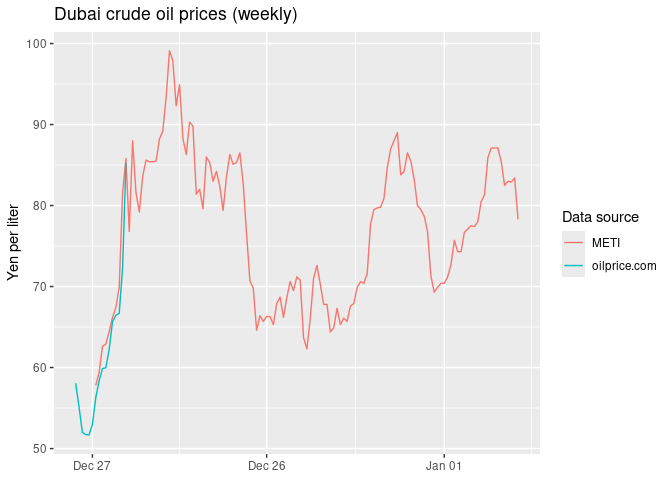 Dubai crude oil prices (weekly)
100
90
80
70
60
50
Yen per liter
Dec 27
Dec 26
Jan 01
Data source
METI
oilprice.com